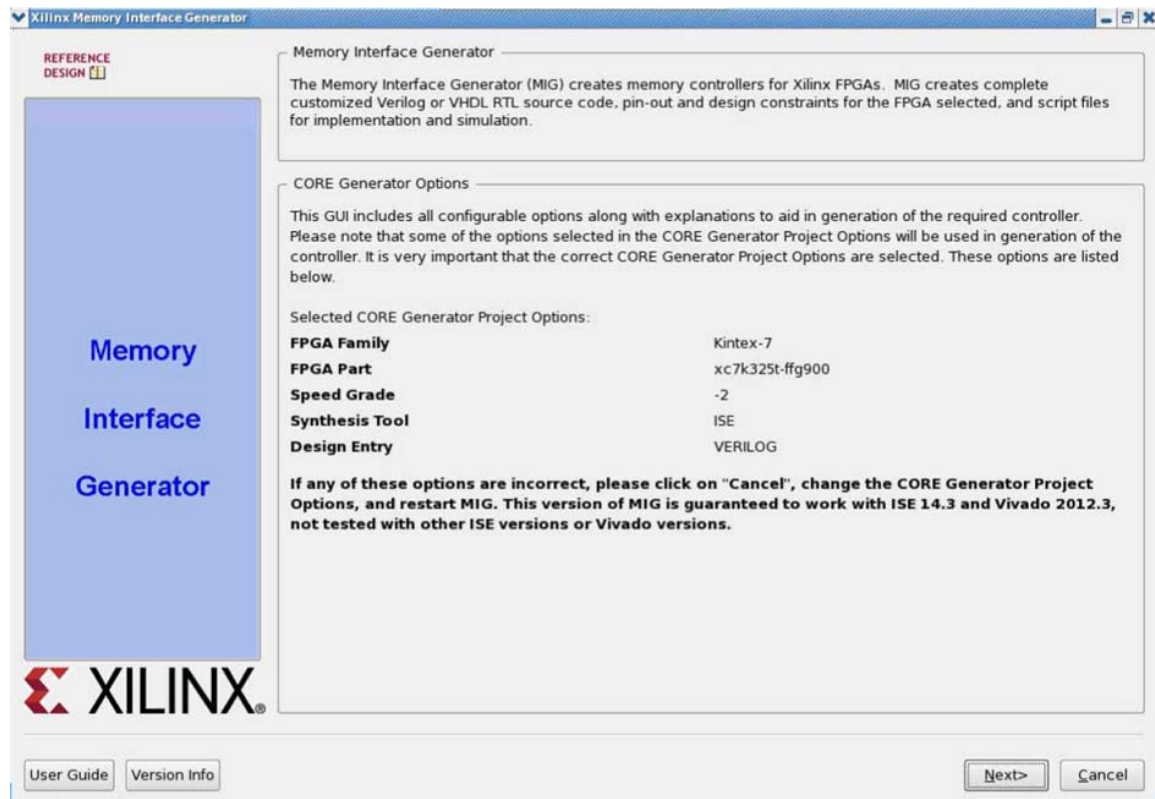 Xilinx Memory Interface Generator
REFERENCE
DESIGN
Memory
Interface
Generator
XILINX®
Memory Interface Generator
The Memory Interface Generator (MIG) creates memory controllers for Xilinx FPGAs. MIG creates complete
customized Verilog or VHDL RTL source code, pin-out and design constraints for the FPGA selected, and script files
for implementation and simulation.
CORE Generator Options
This GUI includes all configurable options along with explanations to aid in generation of the required controller.
Please note that some of the options selected in the CORE Generator Project Options will be used in generation of the
controller. It is very important that the correct CORE Generator Project Options are selected. These options are listed
below.
Selected CORE Generator Project Options:
FPGA Family Kintex-7
FPGA Part xc7k325t-ffg900
Speed Grade -2
Synthesis Tool ISE
Design Entry VERILOG
If any of these options are incorrect, please click on "Cancel", change the CORE Generator Project
Options, and restart MIG. This version of MIG is guaranteed to work with ISE 14.3 and Vivado 2012.3,
not tested with other ISE versions or Vivado versions.
User Guide Version Info Next> Cancel